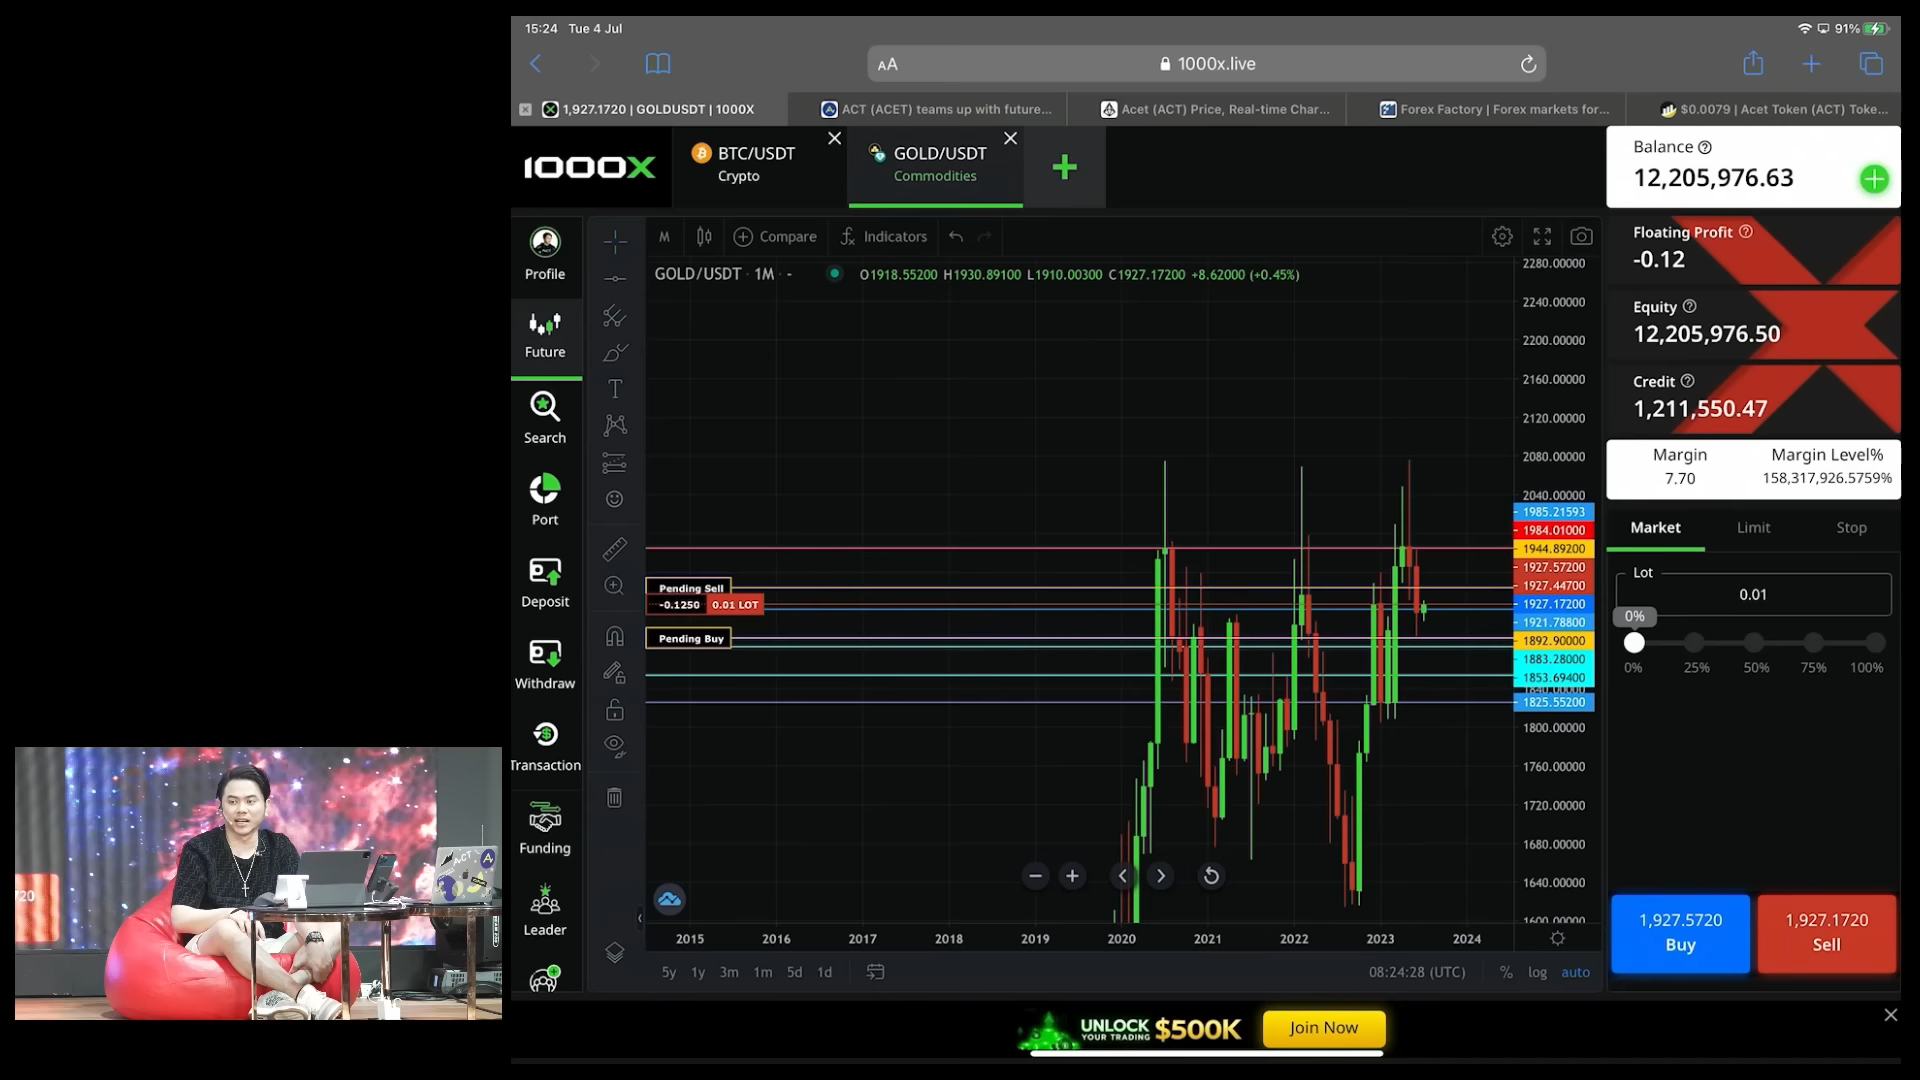 15:24 Tue 4 Jul
91%
AA
1000x.live
1,927.1720 | GOLDUSDT | 1000X
ACT (ACET) teams up with future...
Acet (ACT) Price, Real-time Char...
Forex Factory | Forex markets for...
$0.0079 | Acet Token (ACT) Toke...
1000X
BTC/USDT
Crypto
GOLD/USDT
Commodities
Balance
12,205,976.63
Floating Profit
-0.12
Equity
12,205,976.50
Credit
1,211,550.47
Margin
7.70
Margin Level%
158,317,926.5759%
Market
Limit
Stop
Lot
0.01
0%
0%
25%
50%
75%
100%
1,927.5720
Buy
1,927.1720
Sell
Profile
Future
Search
Port
Deposit
Withdraw
Transaction
Funding
Leader
M
Compare
Indicators
GOLD/USDT · 1M · -
O1918.55200 H1930.89100 L1910.00300 C1927.17200 +8.62000 (+0.45%)
2280.00000
2240.00000
2200.00000
2160.00000
2120.00000
2080.00000
2040.00000
1985.21593
1984.01000
1944.89200
1927.57200
1927.44700
1927.17200
1921.78800
1892.90000
1883.28000
1853.69400
1840.00000
1825.55200
1800.00000
1760.00000
1720.00000
1680.00000
1640.00000
1600.00000
Pending Sell
-0.1250 0.01 LOT
Pending Buy
2015
2016
2017
2018
2019
2020
2021
2022
2023
2024
5y
1y
3m
1m
5d
1d
08:24:28 (UTC)
%
log
auto
UNLOCK
YOUR TRADING
$500K
Join Now
720
ACT